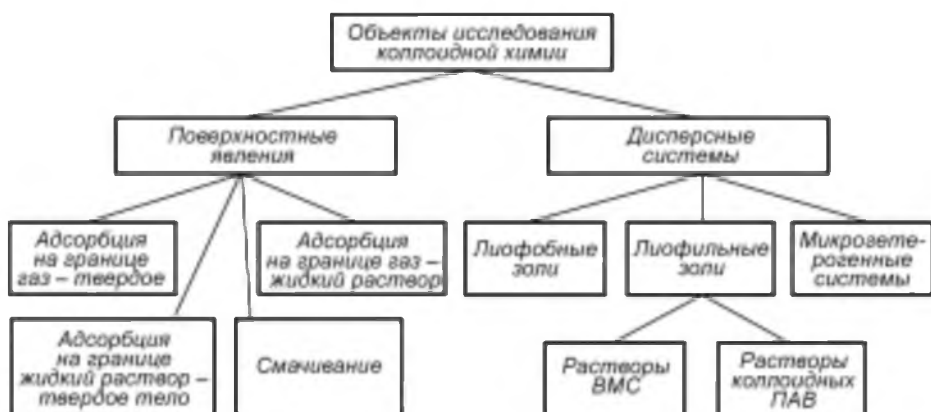 Объекты исследования
коллоидной химии
Поверхностные
явления
Дисперсные
системы
Адсорбция
на границе
газ – твердое
Адсорбция
на границе газ –
жидкий раствор
Лиофобные
золи
Лиофильные
золи
Микрогете-
рогенные
системы
Адсорбция
на границе
жидкий раствор –
твердое тело
Смачивание
Растворы
ВМС
Растворы
коллоидных
ПАВ